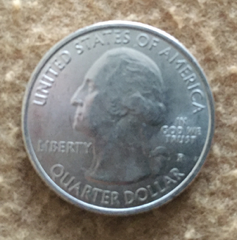 UNITED STATES OF AMERICA
LIBERTY
IN
GOD WE
TRUST
P
QUARTER DOLLAR